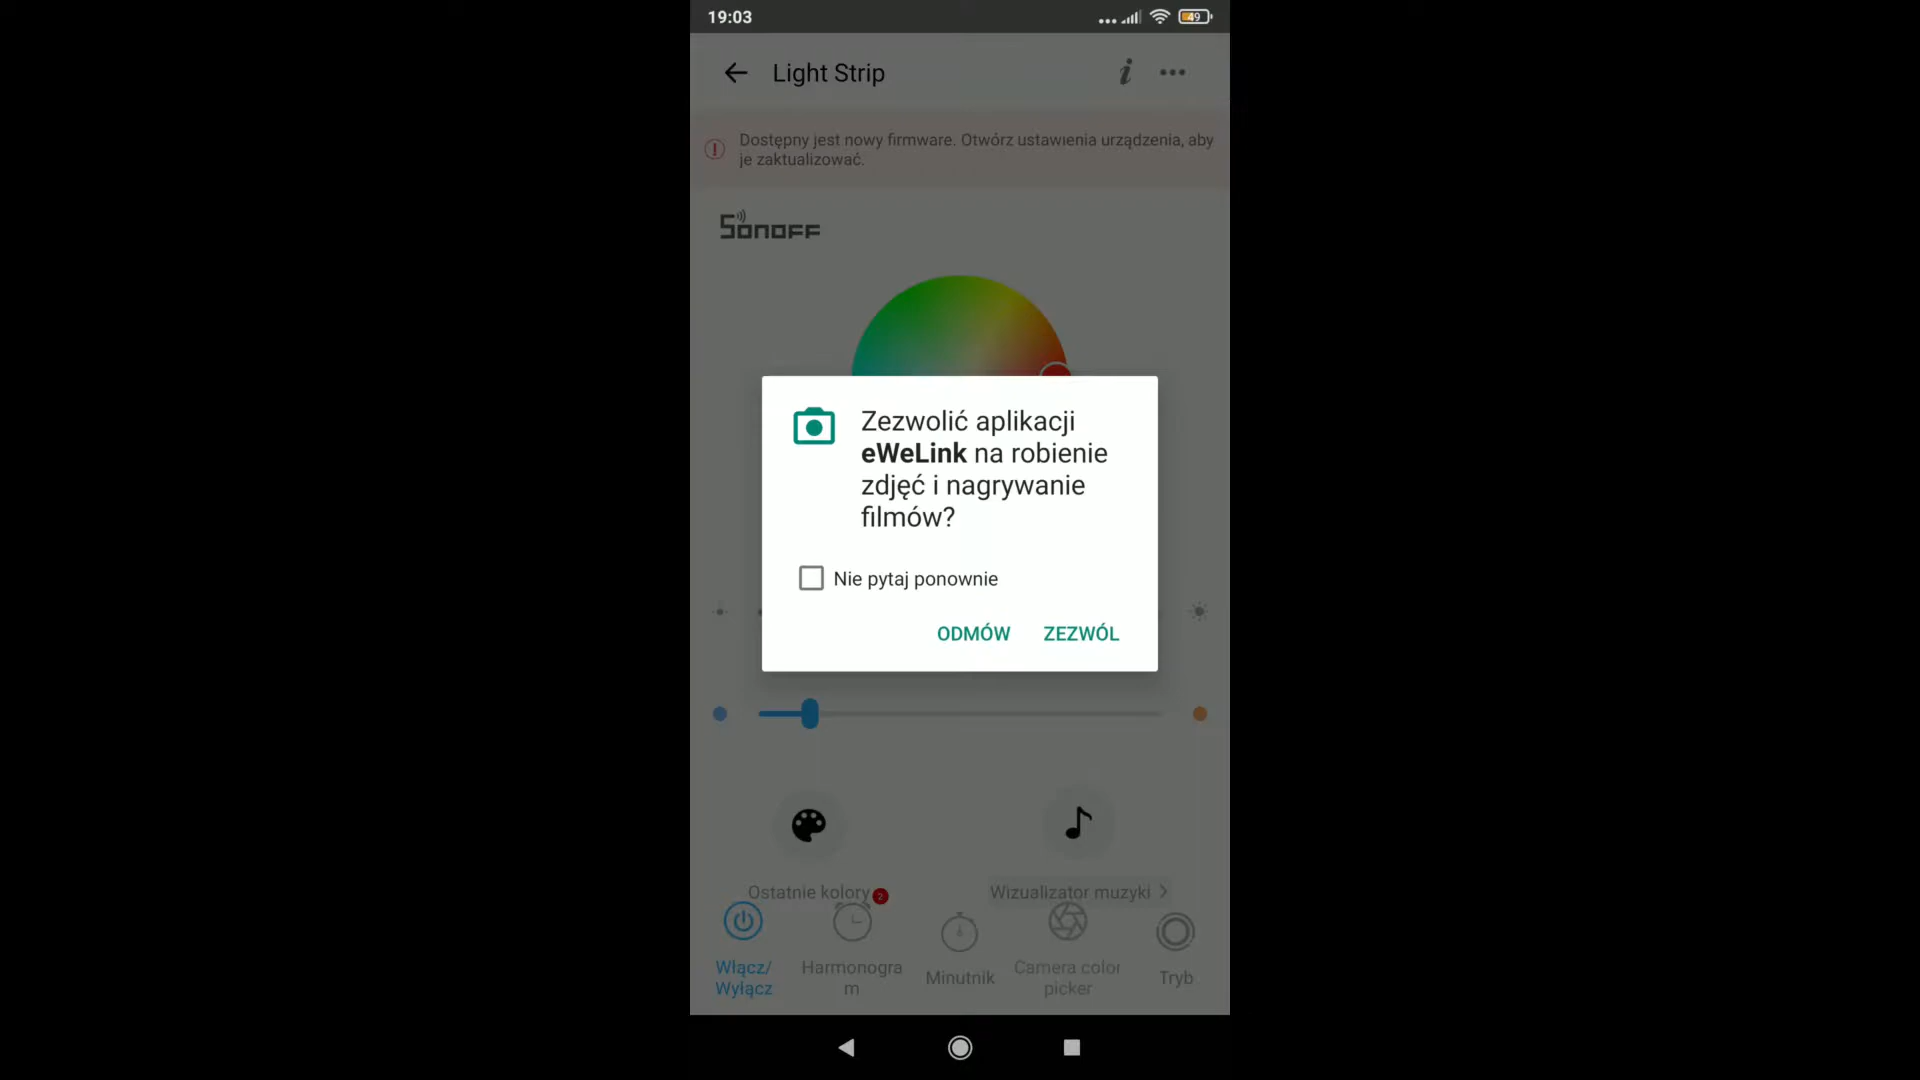 19:03
49
Light Strip
Dostępny jest nowy firmware. Otwórz ustawienia urządzenia, aby
je zaktualizować.
SONOFF
Zezwolić aplikacji
eWeLink na robienie
zdjęć i nagrywanie
filmów?
Nie pytaj ponownie
ODMÓW ZEZWÓL
Ostatnie kolory 2
Wizualizator muzyki
Włącz/
Wyłącz
Harmonogra
m
Minutnik
Camera color
picker
Tryb